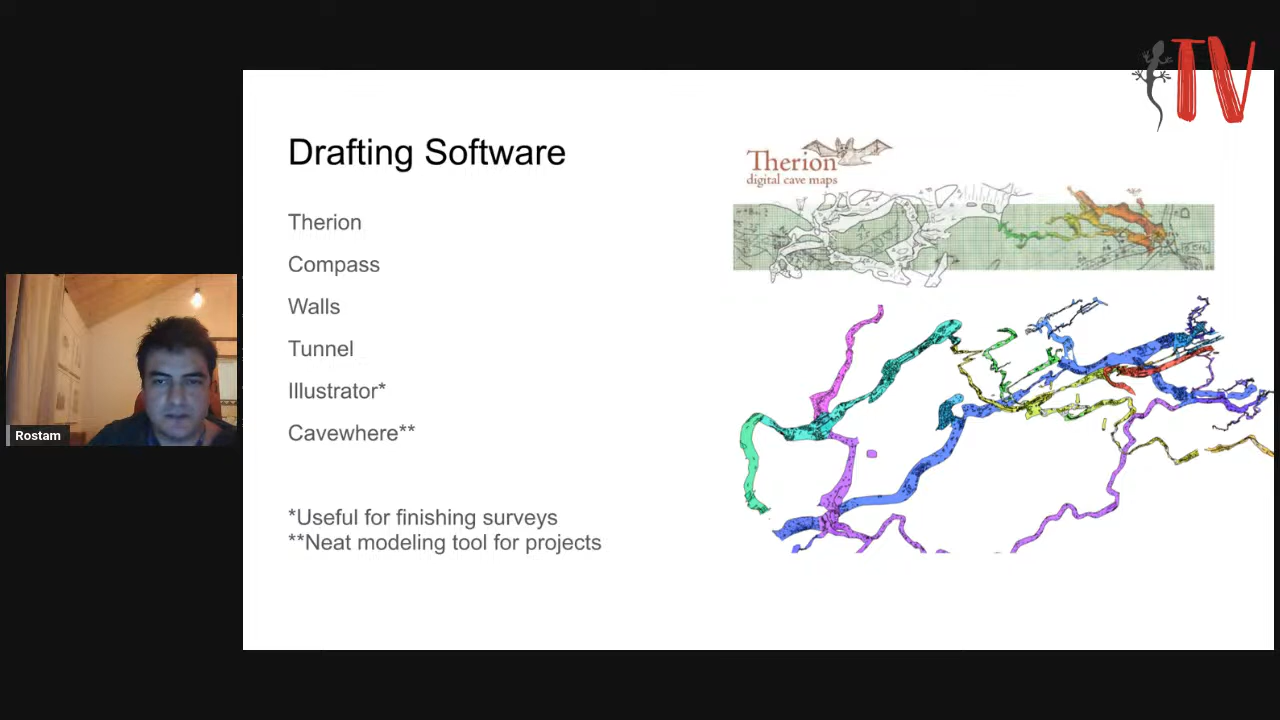 TV
Drafting Software
Therion
digital cave maps
Therion
Compass
Walls
Tunnel
Illustrator*
Cavewhere**
Rostam
*Useful for finishing surveys
**Neat modeling tool for projects